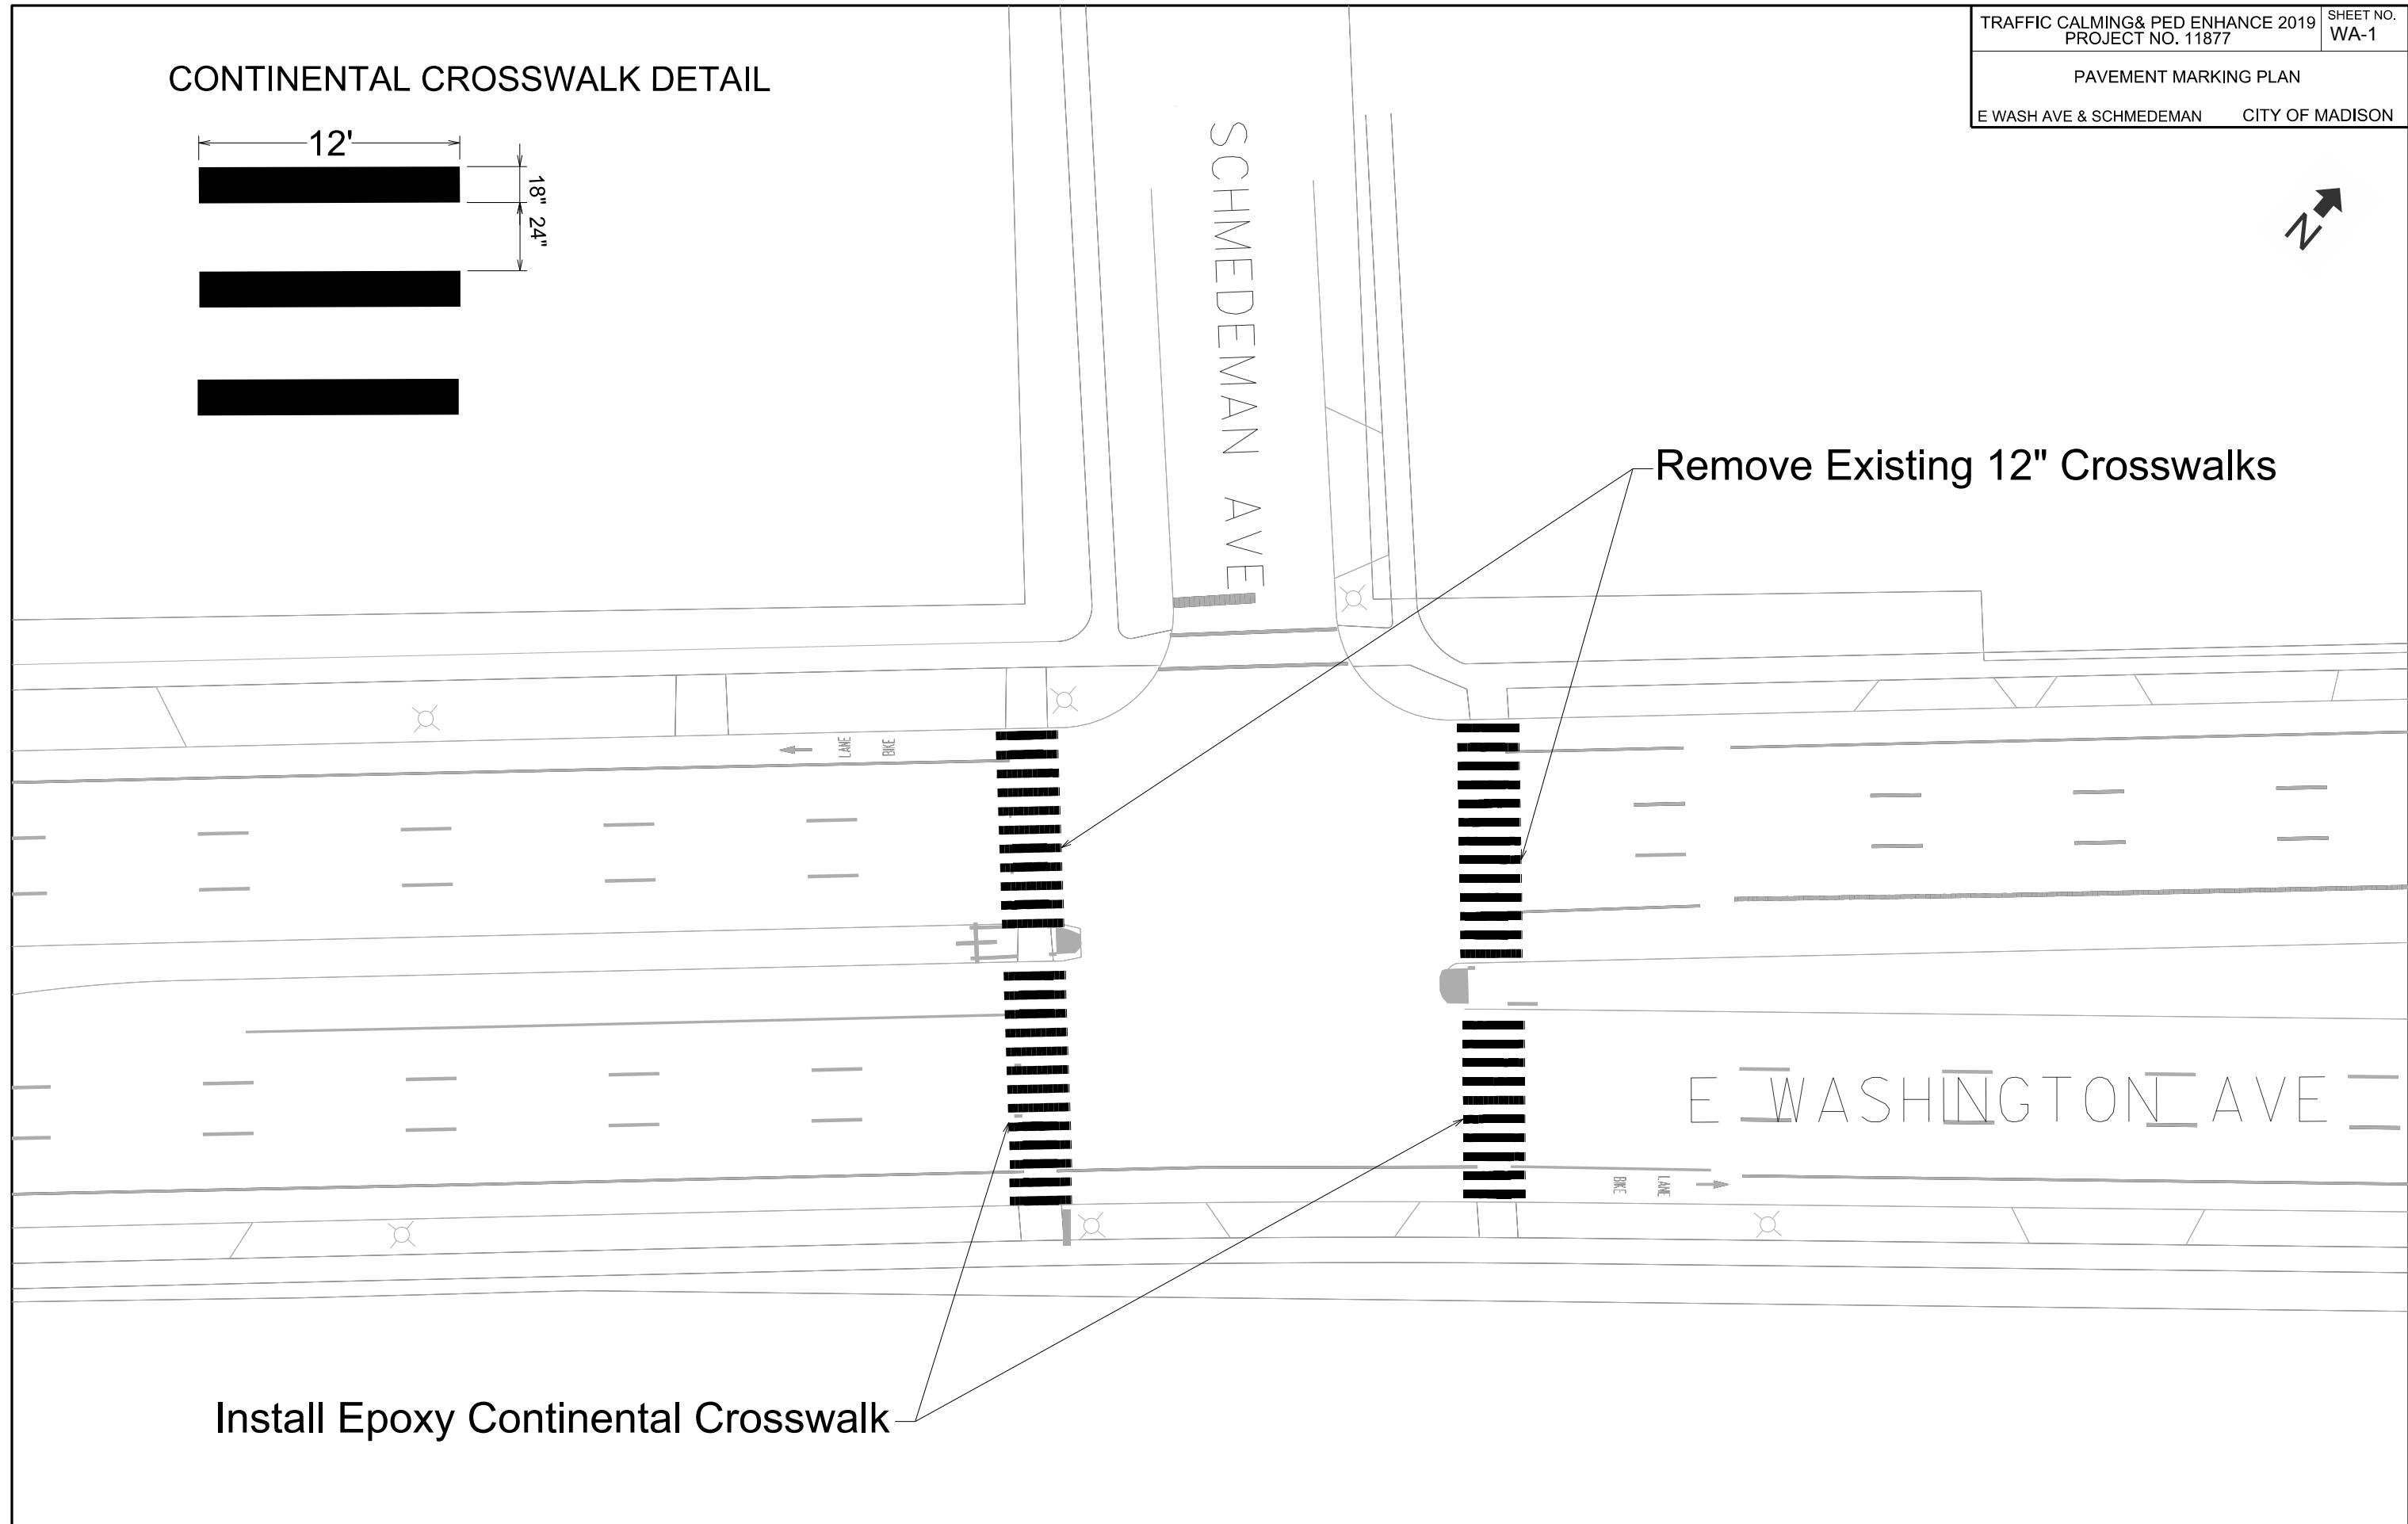 TRAFFIC CALMING& PED ENHANCE 2019
PROJECT NO. 11877
SHEET NO.
WA-1
PAVEMENT MARKING PLAN
E WASH AVE & SCHMEDEMAN
CITY OF MADISON
CONTINENTAL CROSSWALK DETAIL
12'
18"
24"
N
SCHMEDEMAN AVE
Remove Existing 12" Crosswalks
LANE
BIKE
E WASHINGTON AVE
BIKE
LANE
Install Epoxy Continental Crosswalk